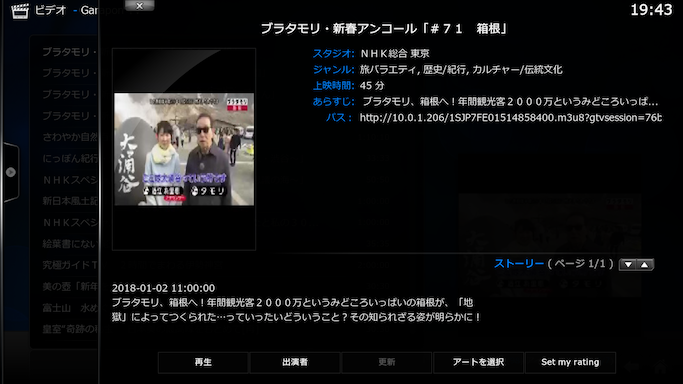 ビデオ - Gam
19:43
ブラタモリ・新春アンコール「＃７１　箱根」
スタジオ: ＮＨＫ総合 東京
ジャンル: 旅バラエティ, 歴史/紀行, カルチャー/伝統文化
上映時間: 45 分
あらすじ: ブラタモリ、箱根へ！年間観光客２０００万というみどころいっぱ...
パス : http://10.0.1.206/1SJP7FE01514858400.m3u8?gtvsession=76b
ブラタモリ・
ブラタモリ・
ブラタモリ・
ブラタモリ・
さわやか自然
にっぽん紀行
ＮＨＫスペシ
新日本風土記
ＮＨＫスペシ
絵葉書にない
究極ガイドＴ
美の壺「新年
富士山　水め
皇室"奇跡の
大涌谷
タモリ
ストーリー ( ページ 1/1 )
2018-01-02 11:00:00
ブラタモリ、箱根へ！年間観光客２０００万というみどころいっぱいの箱根が、「地
獄」によってつくられた…っていったいどういうこと？その知られざる姿が明らかに！
再生
出演者
更新
アートを選択
Set my rating